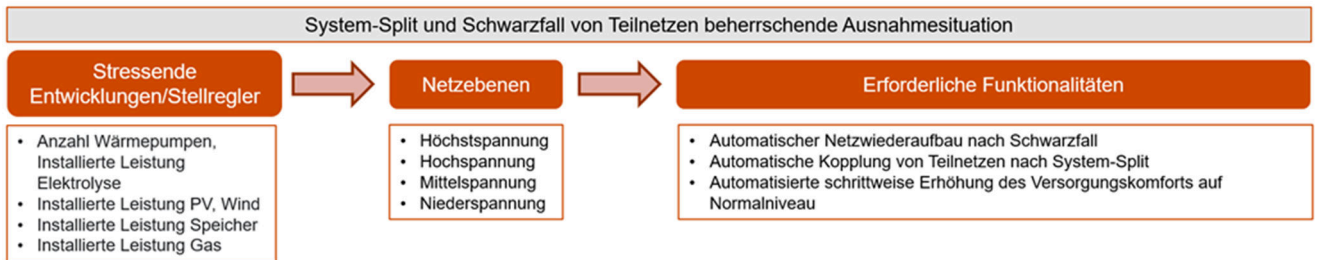 System-Split und Schwarzfall von Teilnetzen beherrschende Ausnahmesituation
Stressende
Entwicklungen/Stellregler
Netzebenen
Erforderliche Funktionalitäten
• Anzahl Wärmepumpen,
Installierte Leistung
Elektrolyse
• Installierte Leistung PV, Wind
• Installierte Leistung Speicher
• Installierte Leistung Gas
• Höchstspannung
• Hochspannung
• Mittelspannung
• Niederspannung
• Automatischer Netzwiederaufbau nach Schwarzfall
• Automatische Kopplung von Teilnetzen nach System-Split
• Automatisierte schrittweise Erhöhung des Versorgungskomforts auf
Normalniveau